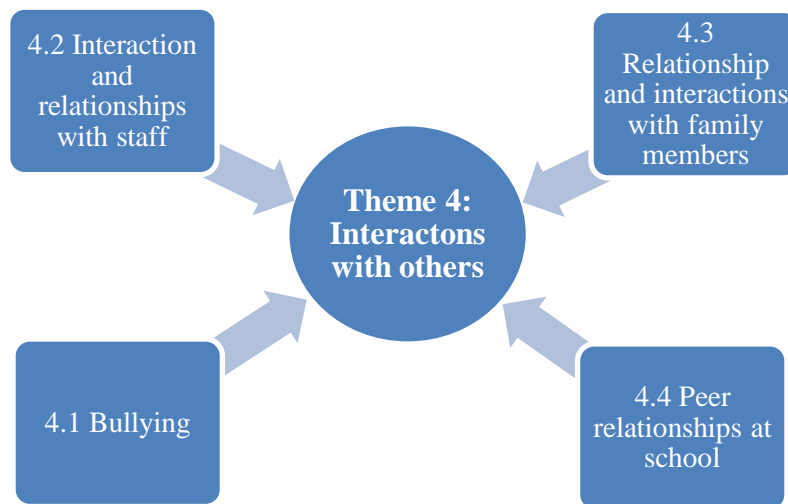 4.2 Interaction
and
relationships
with staff
4.3
Relationship
and interactions
with family
members
Theme 4:
Interactons
with others
4.1 Bullying
4.4 Peer
relationships at
school